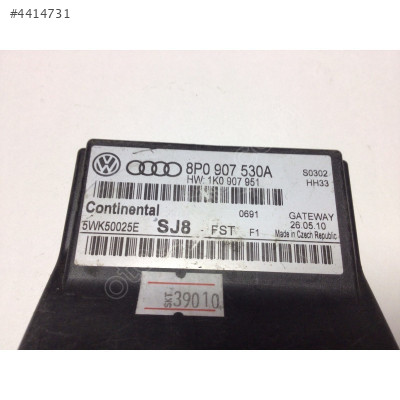 #4414731
8P0 907 530A
HW: 1K0 907 951
S0302
HH33
Continental
0691
GATEWAY
5WK50025E
SJ8
FST
F1
26.05.10
Made in Czech Republic
39010